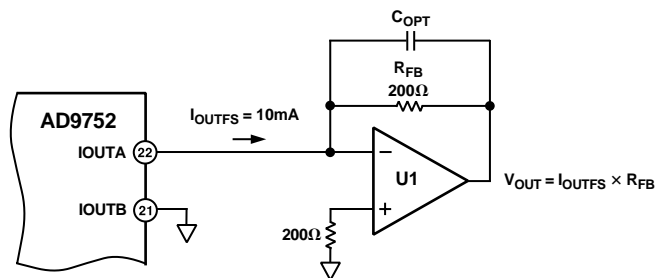 C_OPT
R_FB
200Ω
AD9752
I_OUTFS = 10mA
IOUTA 22
U1
V_OUT = I_OUTFS × R_FB
IOUTB 21
200Ω